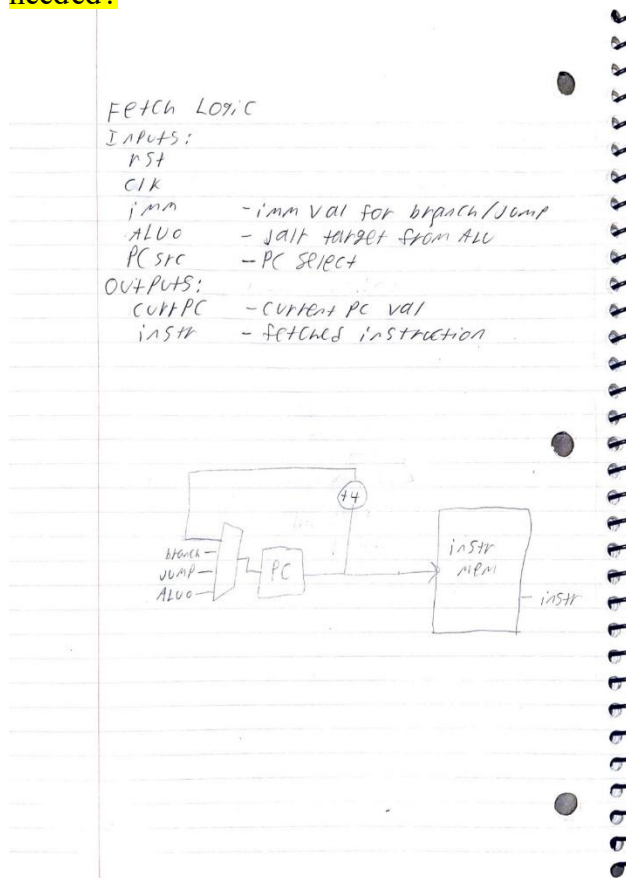 needed?
Fetch Logic
Inputs:
rst
clk
imm - imm val for branch/jump
ALUO - jalr target from ALU
PCsrc - PC select
Outputs:
currPC - current pc val
instr - fetched instruction
+4
branch
JUMP
ALUO
PC
instr
mem
instr